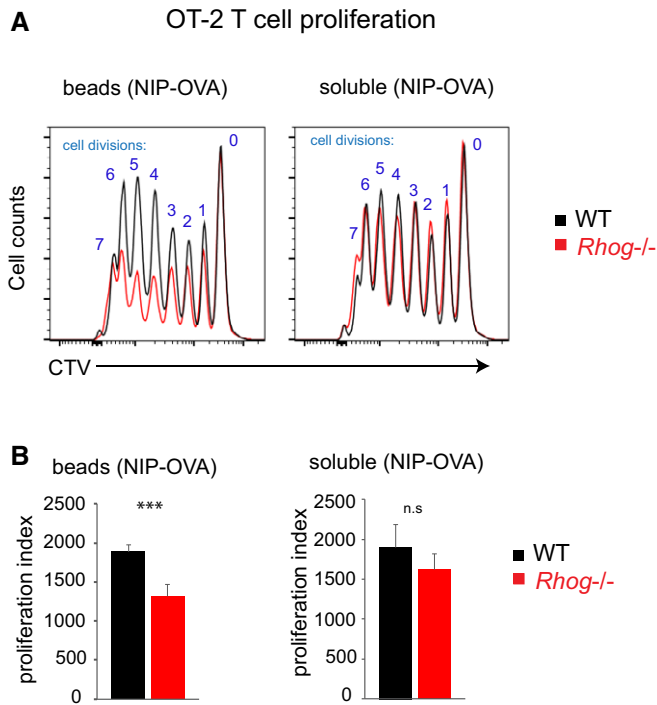 A
OT-2 T cell proliferation
beads (NIP-OVA)
soluble (NIP-OVA)
Cell counts
cell divisions:
7 6 5 4 3 2 1 0
cell divisions:
7 6 5 4 3 2 1 0
WT
Rhog-/-
CTV
B
beads (NIP-OVA)
soluble (NIP-OVA)
proliferation index
2500
2000
1500
1000
500
0
***
proliferation index
2500
2000
1500
1000
500
0
n.s
WT
Rhog-/-